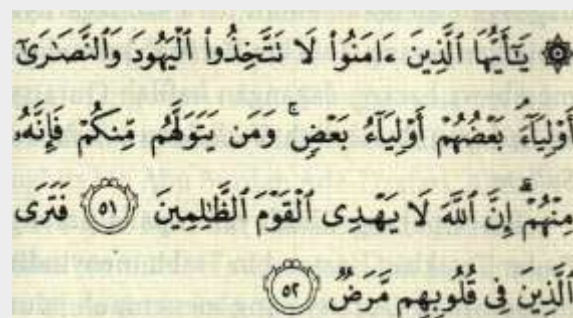 ۞ يَـٰٓأَيُّهَا ٱلَّذِينَ ءَامَنُوا۟ لَا تَتَّخِذُوا۟ ٱلْيَهُودَ وَٱلنَّصَـٰرَىٰٓ
أَوْلِيَآءَ ۘ بَعْضُهُمْ أَوْلِيَآءُ بَعْضٍ ۚ وَمَن يَتَوَلَّهُم مِّنكُمْ فَإِنَّهُۥ
مِنْهُمْ ۗ إِنَّ ٱللَّهَ لَا يَهْدِى ٱلْقَوْمَ ٱلظَّـٰلِمِينَ ﴿٥١﴾ فَتَرَى
ٱلَّذِينَ فِى قُلُوبِهِم مَّرَضٌ ﴿٥٢﴾